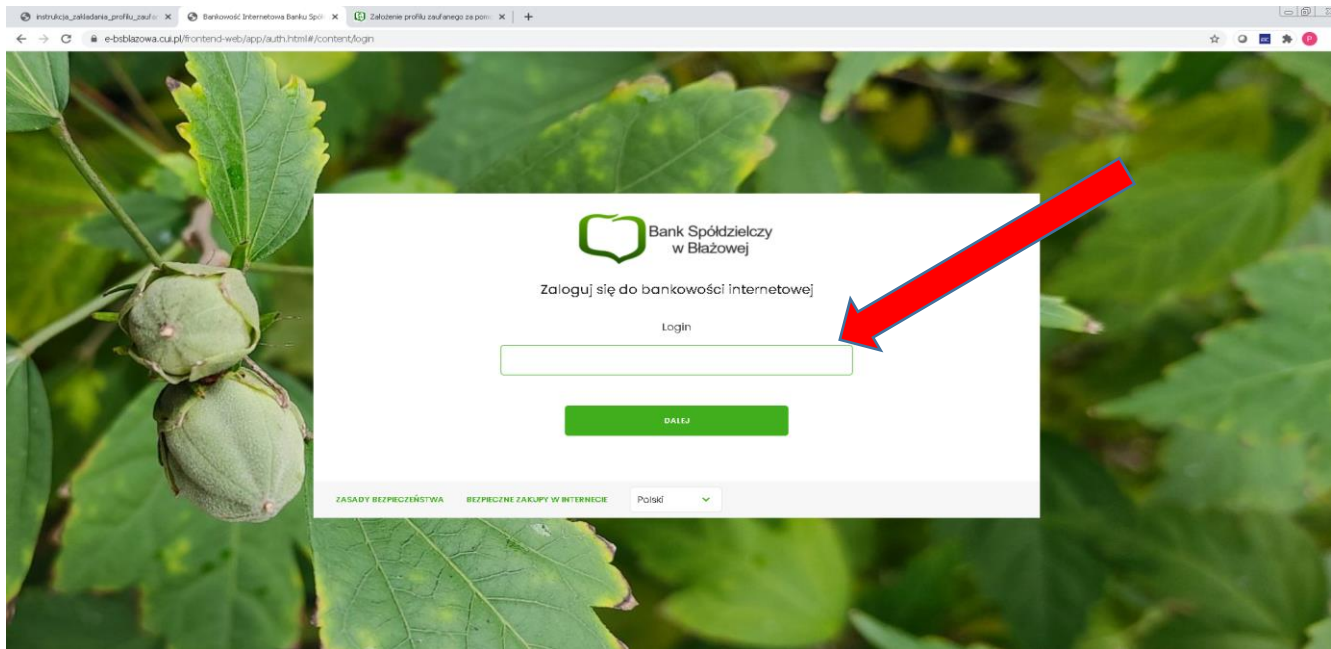 instrukcja_zakladania_profilu_zaufa
Bankowość Internetowa Banku Spół
Założenie profilu zaufanego za pom
e-bsblazowa.cui.pl/frontend-web/app/auth.html#/content/login
P
Bank Spółdzielczy
w Błażowej
Zaloguj się do bankowości internetowej
Login
DALEJ
ZASADY BEZPIECZEŃSTWA BEZPIECZNE ZAKUPY W INTERNECIE Polski